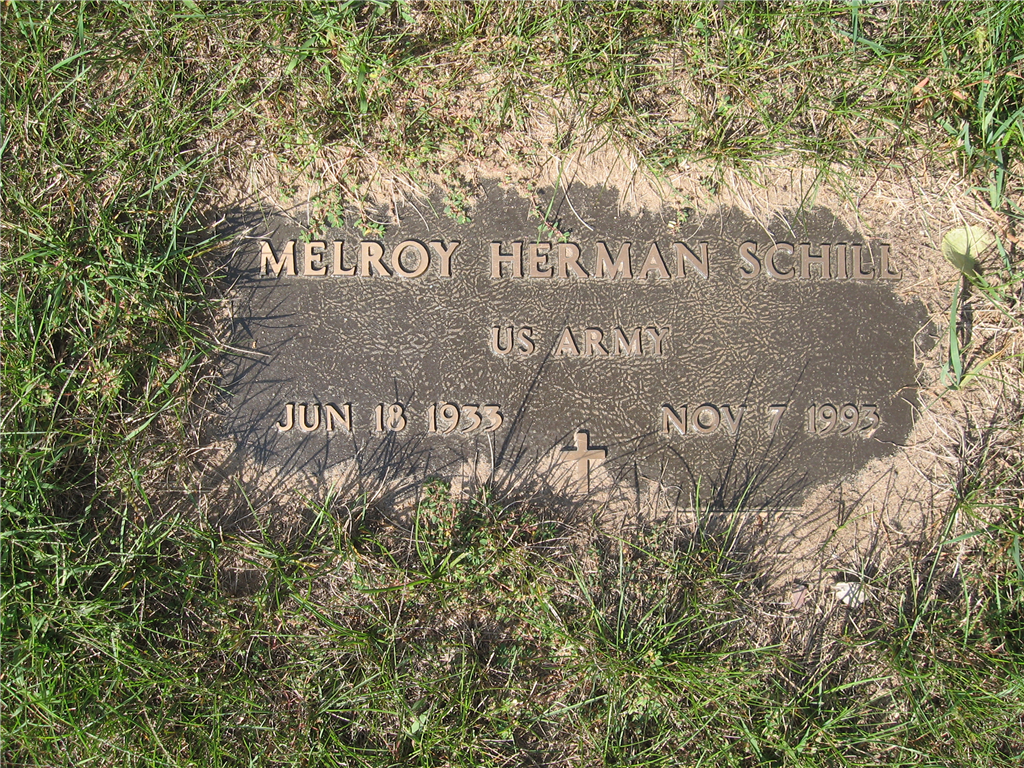 MELROY HERMAN SCHILL
US ARMY
JUN 18 1933 NOV 7 1993